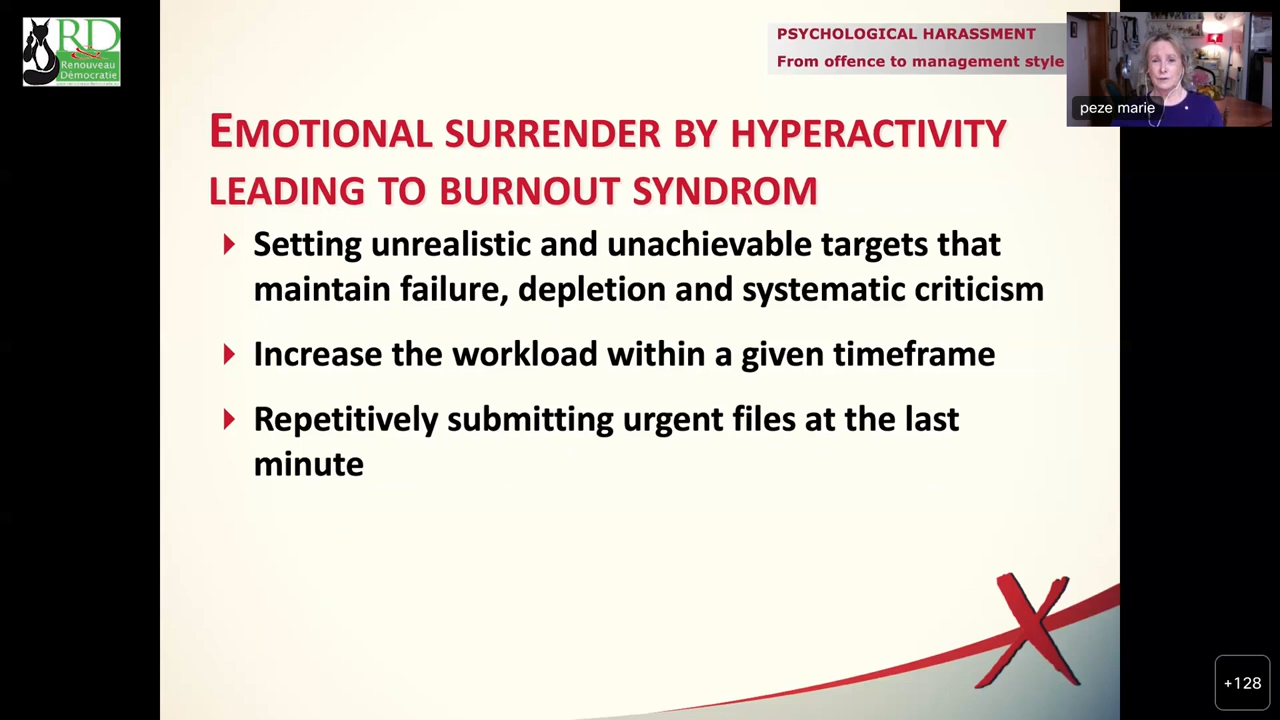 RD
Renouveau
Démocratie
PSYCHOLOGICAL HARASSMENT
From offence to management style
peze marie
EMOTIONAL SURRENDER BY HYPERACTIVITY
LEADING TO BURNOUT SYNDROM
Setting unrealistic and unachievable targets that
maintain failure, depletion and systematic criticism
Increase the workload within a given timeframe
Repetitively submitting urgent files at the last
minute
+128